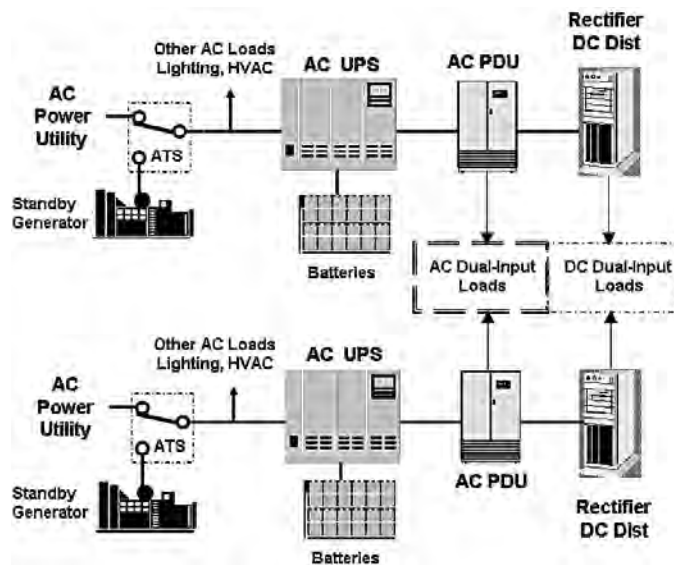 Rectifier
DC Dist
Other AC Loads
Lighting, HVAC
AC UPS
AC PDU
AC
Power
Utility
ATS
Standby
Generator
Batteries
AC Dual-Input
Loads
DC Dual-Input
Loads
Other AC Loads
Lighting, HVAC
AC UPS
AC
Power
Utility
ATS
AC PDU
Standby
Generator
Rectifier
DC Dist
Batteries